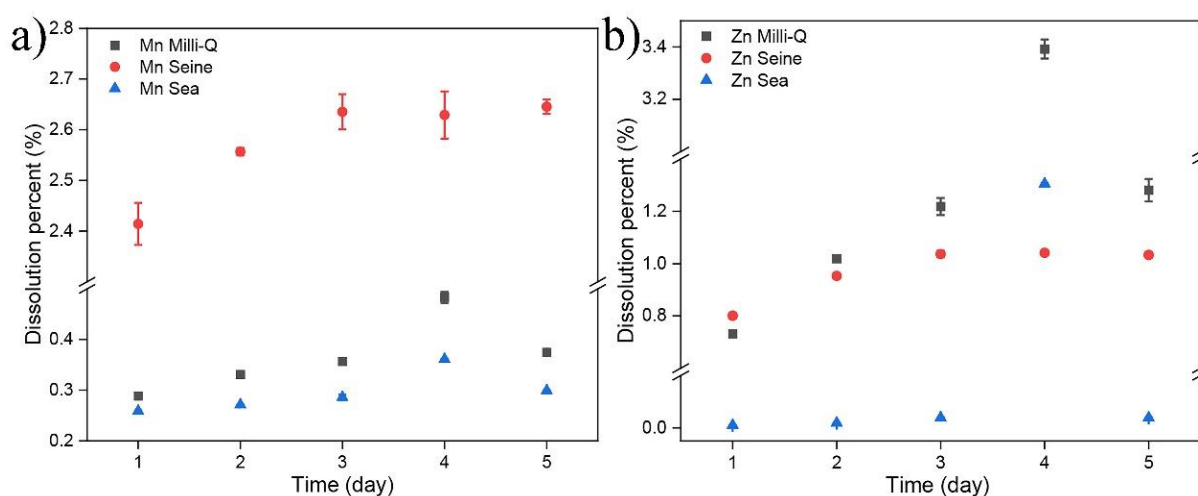 a)
Mn Milli-Q
Mn Seine
Mn Sea
Dissolution percent (%)
2.8
2.7
2.6
2.5
2.4
0.4
0.3
0.2
1 2 3 4 5
Time (day)
b)
Zn Milli-Q
Zn Seine
Zn Sea
Dissolution percent (%)
3.4
3.2
1.2
1.0
0.8
0.0
1 2 3 4 5
Time (day)